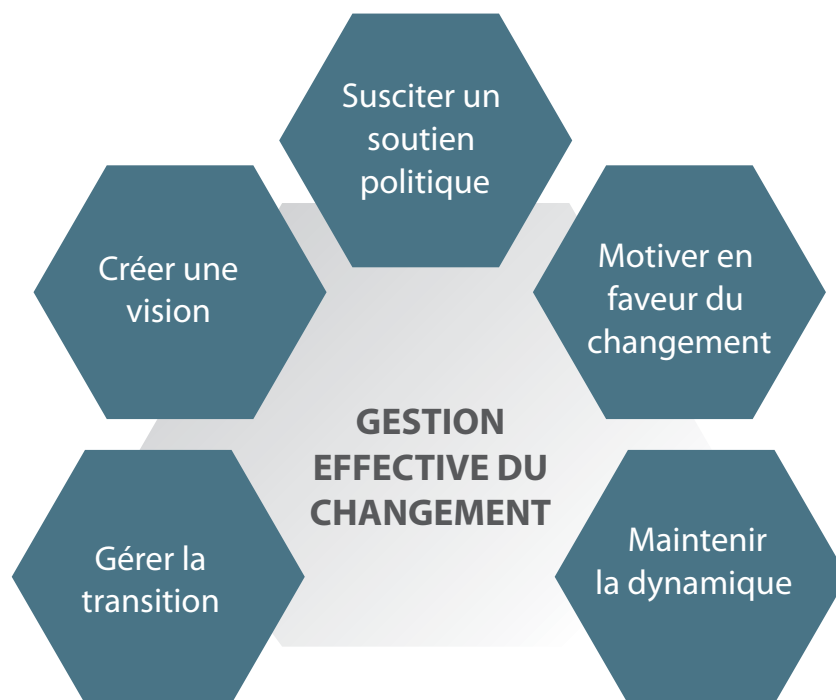 Susciter un
soutien
politique
Créer une
vision
Motiver en
faveur du
changement
GESTION
EFFECTIVE DU
CHANGEMENT
Gérer la
transition
Maintenir
la dynamique